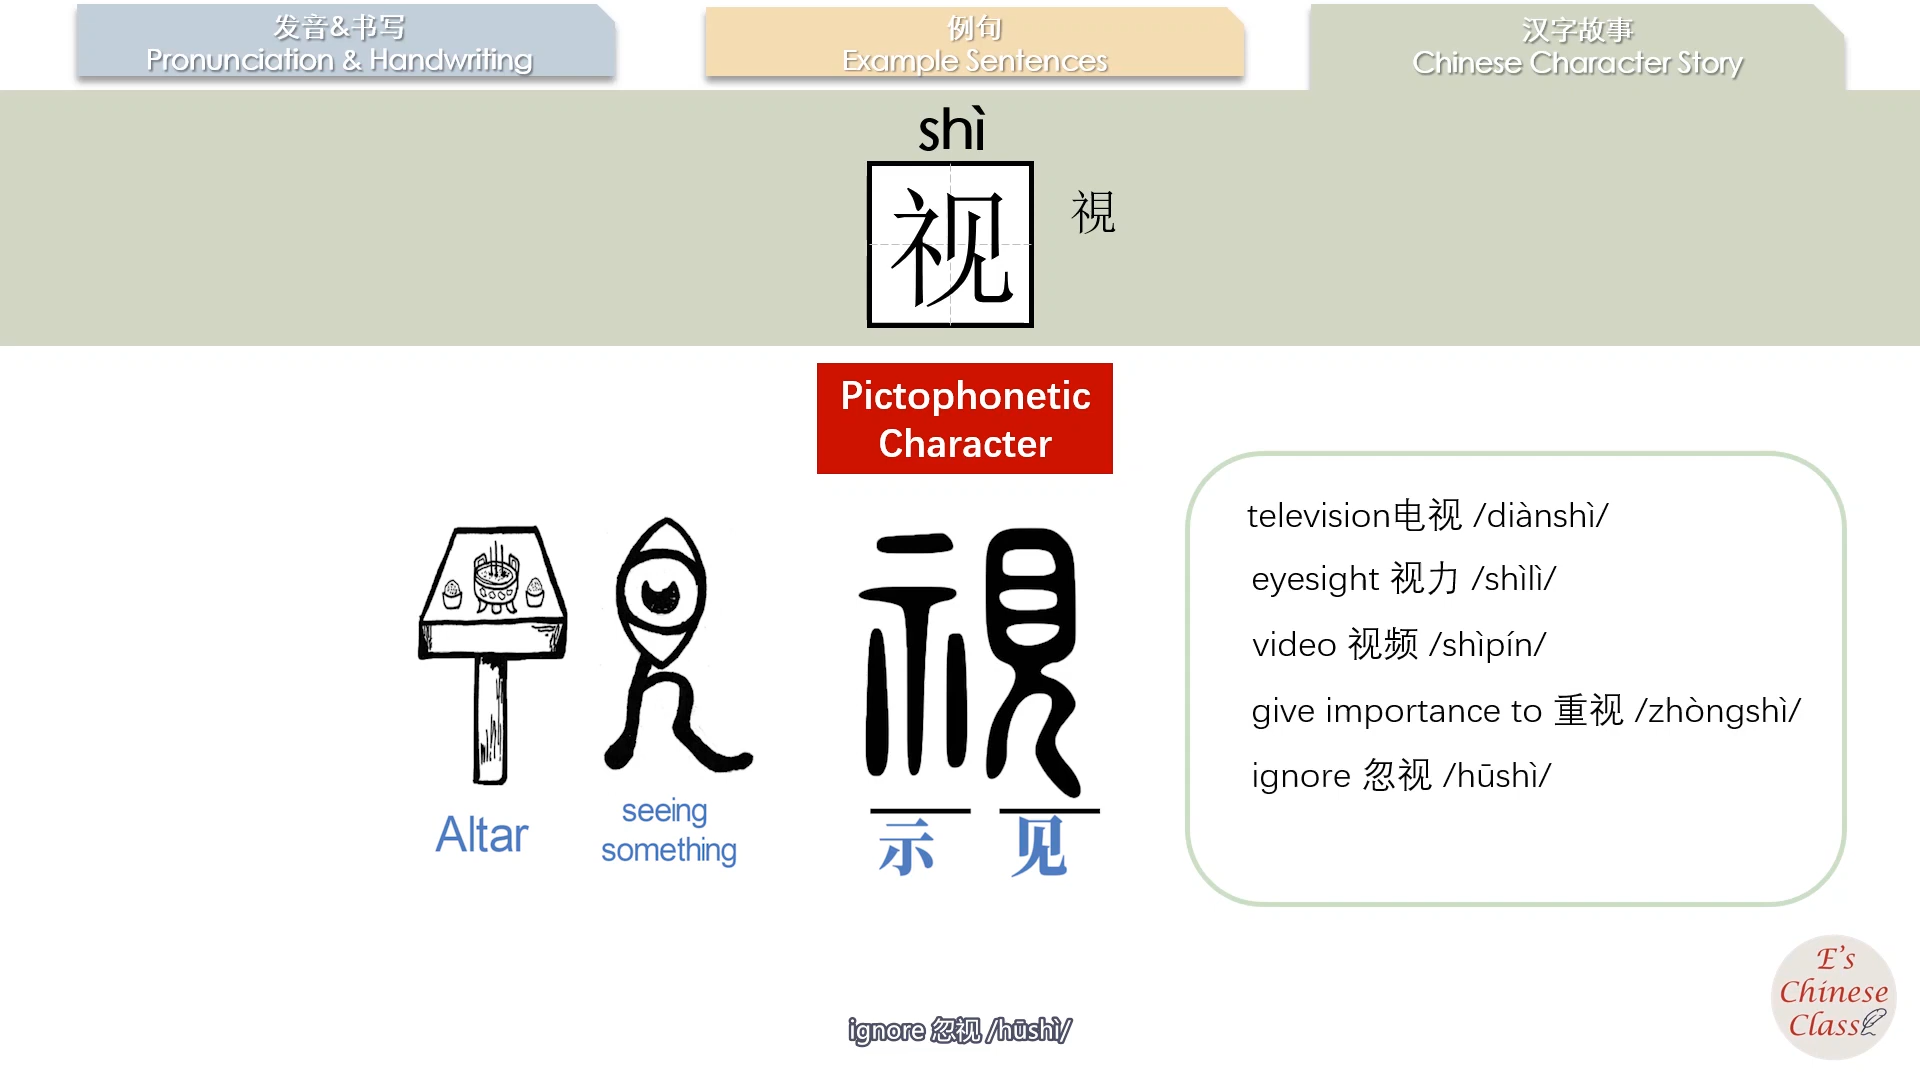 发音&书写
Pronunciation & Handwriting
例句
Example Sentences
汉字故事
Chinese Character Story
shì
视
視
Pictophonetic
Character
television电视 /diànshì/
eyesight 视力 /shìlì/
video 视频 /shìpín/
give importance to 重视 /zhòngshì/
ignore 忽视 /hūshì/
Altar
seeing
something
視
示 见
E's
Chinese
Class
ignore 忽视 /hūshì/